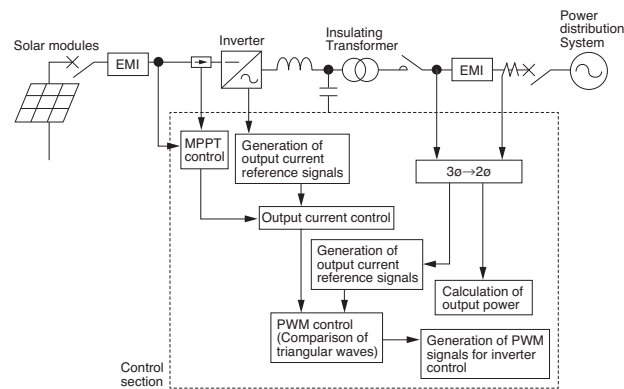 Solar modules
EMI
Inverter
Insulating
Transformer
EMI
Power
distribution
System
MPPT
control
Generation of
output current
reference signals
3ø→2ø
Output current control
Generation of
output current
reference signals
Calculation of
output power
PWM control
(Comparison of
triangular waves)
Generation of PWM
signals for inverter
control
Control
section